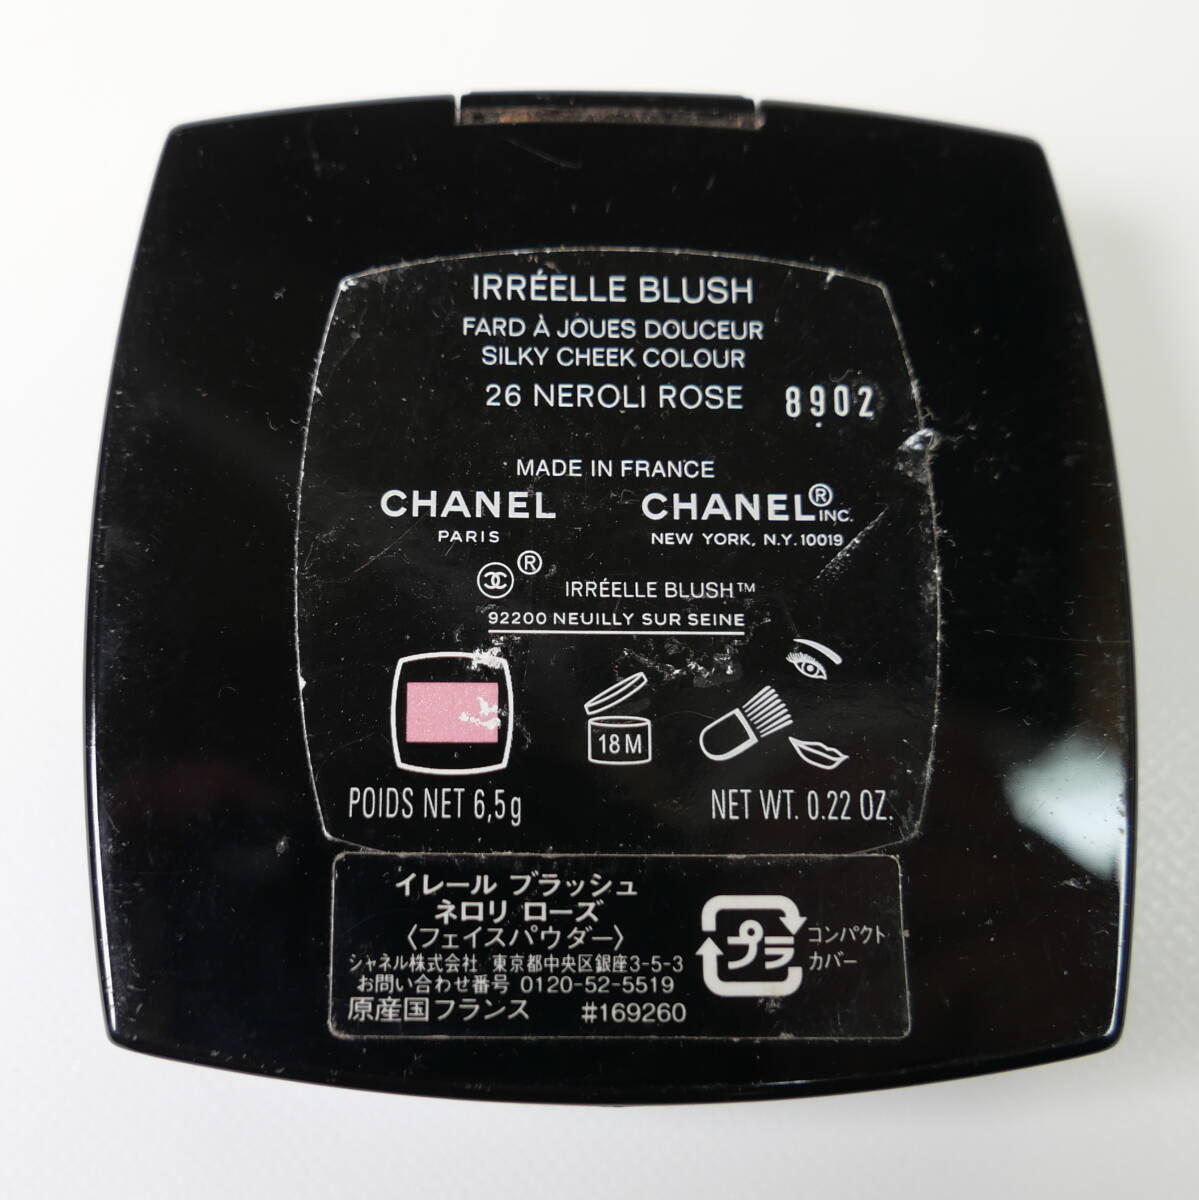 IRRÉELLE BLUSH
FARD À JOUES DOUCEUR
SILKY CHEEK COLOUR
26 NEROLI ROSE 8902
MADE IN FRANCE
CHANEL CHANEL® INC.
PARIS NEW YORK, N.Y. 10019
® IRRÉELLE BLUSH™
92200 NEUILLY SUR SEINE
18 M
POIDS NET 6,5g NET WT. 0.22 OZ.
イレール ブラッシュ
ネロリ ローズ
〈フェイスパウダー〉
シャネル株式会社 東京都中央区銀座3-5-3
お問い合わせ番号 0120-52-5519
原産国フランス #169260
プラ
コンパクト
カバー